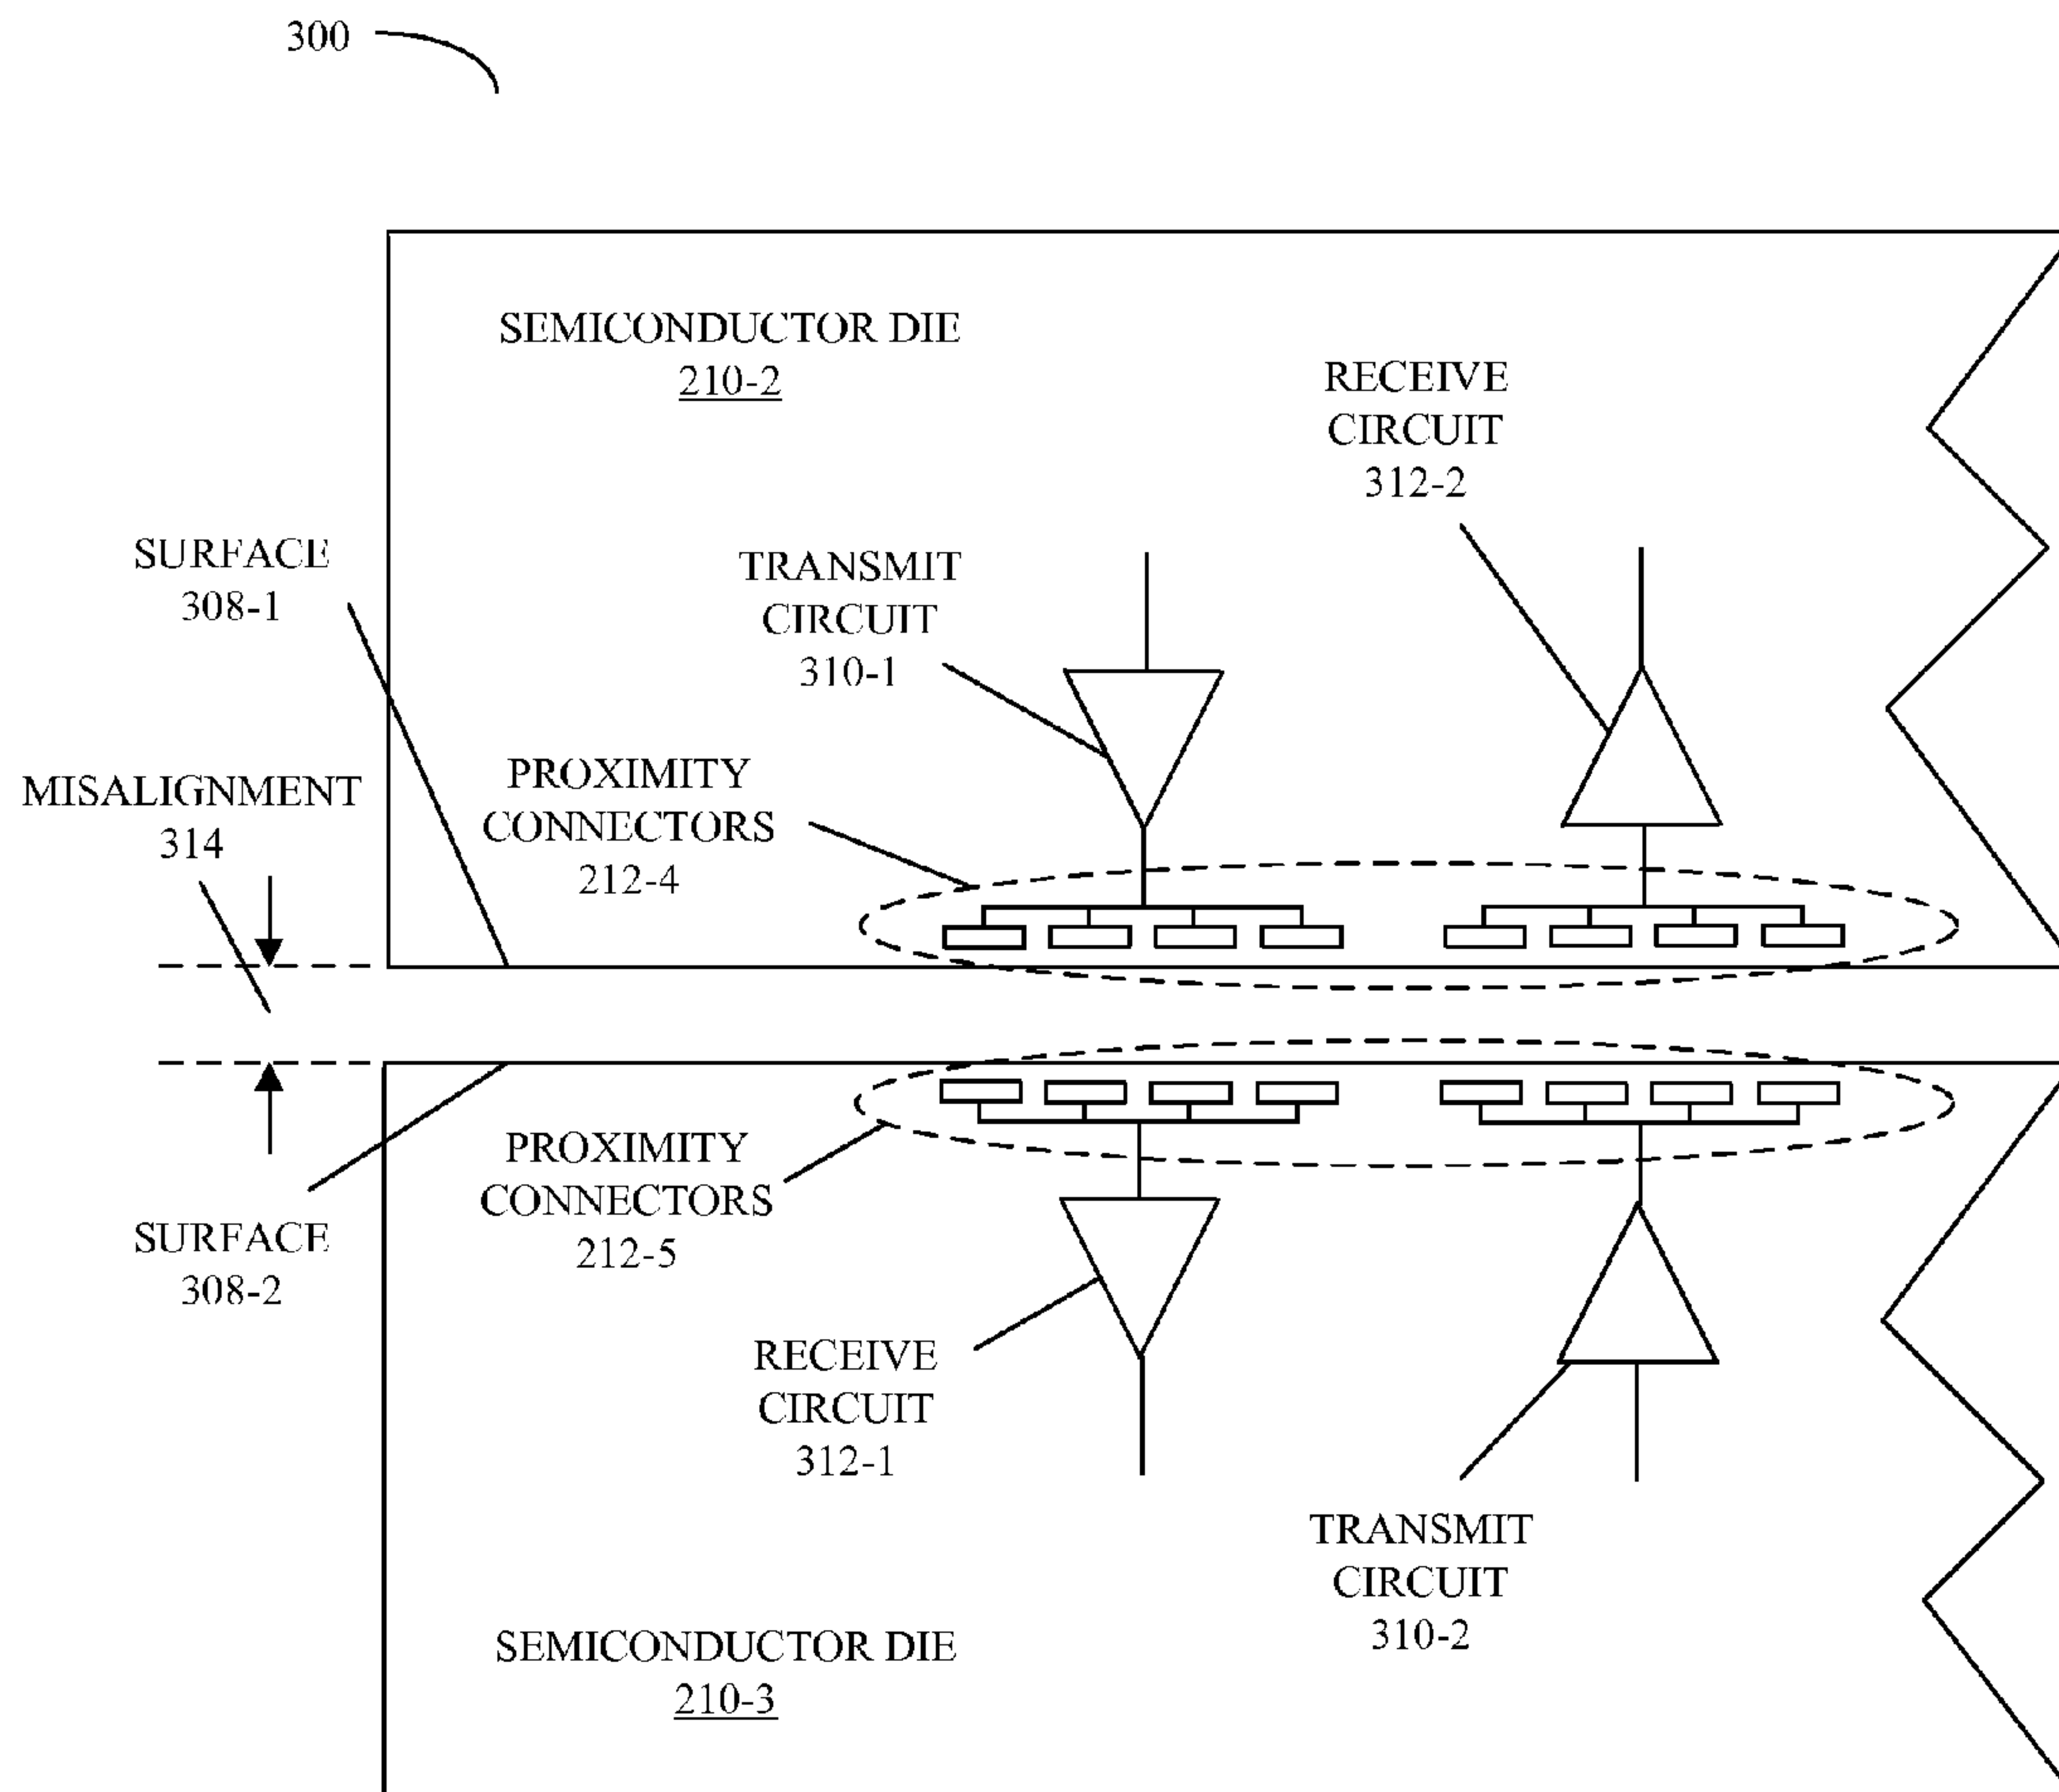 300
SEMICONDUCTOR DIE
210-2
RECEIVE
CIRCUIT
312-2
SURFACE
308-1
TRANSMIT
CIRCUIT
310-1
MISALIGNMENT
314
PROXIMITY
CONNECTORS
212-4
PROXIMITY
CONNECTORS
212-5
SURFACE
308-2
RECEIVE
CIRCUIT
312-1
TRANSMIT
CIRCUIT
310-2
SEMICONDUCTOR DIE
210-3